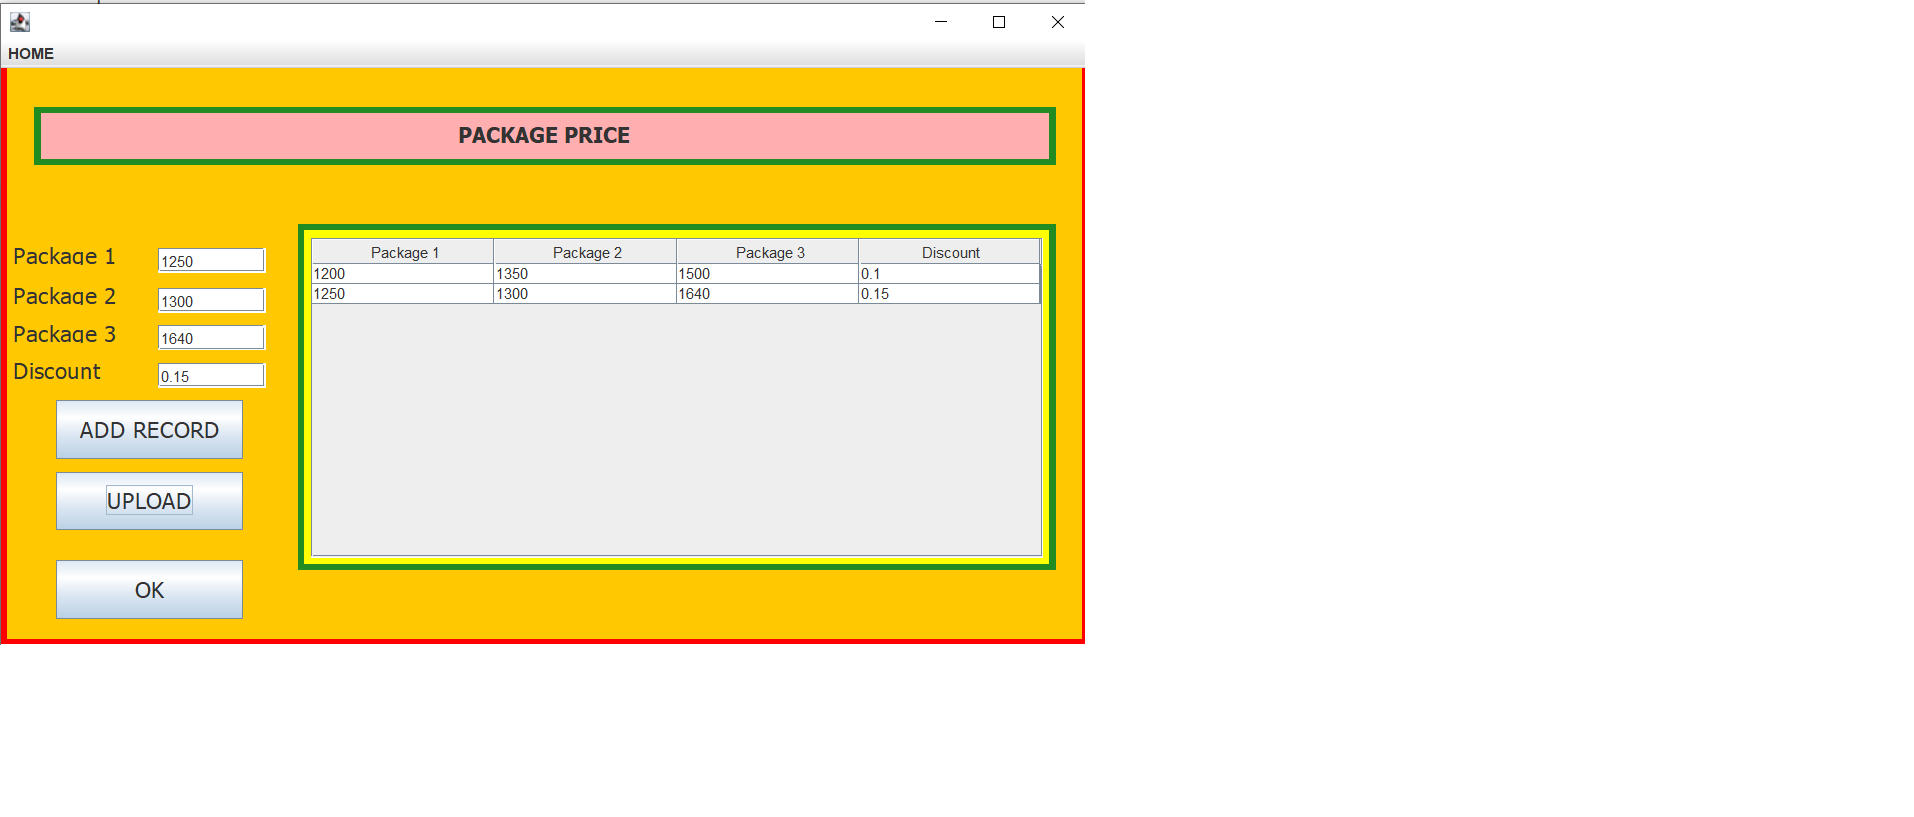 HOME
PACKAGE PRICE
Package 1 1250
Package 2 1300
Package 3 1640
Discount 0.15
ADD RECORD
UPLOAD
OK
Package 1 Package 2 Package 3 Discount
1200 1350 1500 0.1
1250 1300 1640 0.15